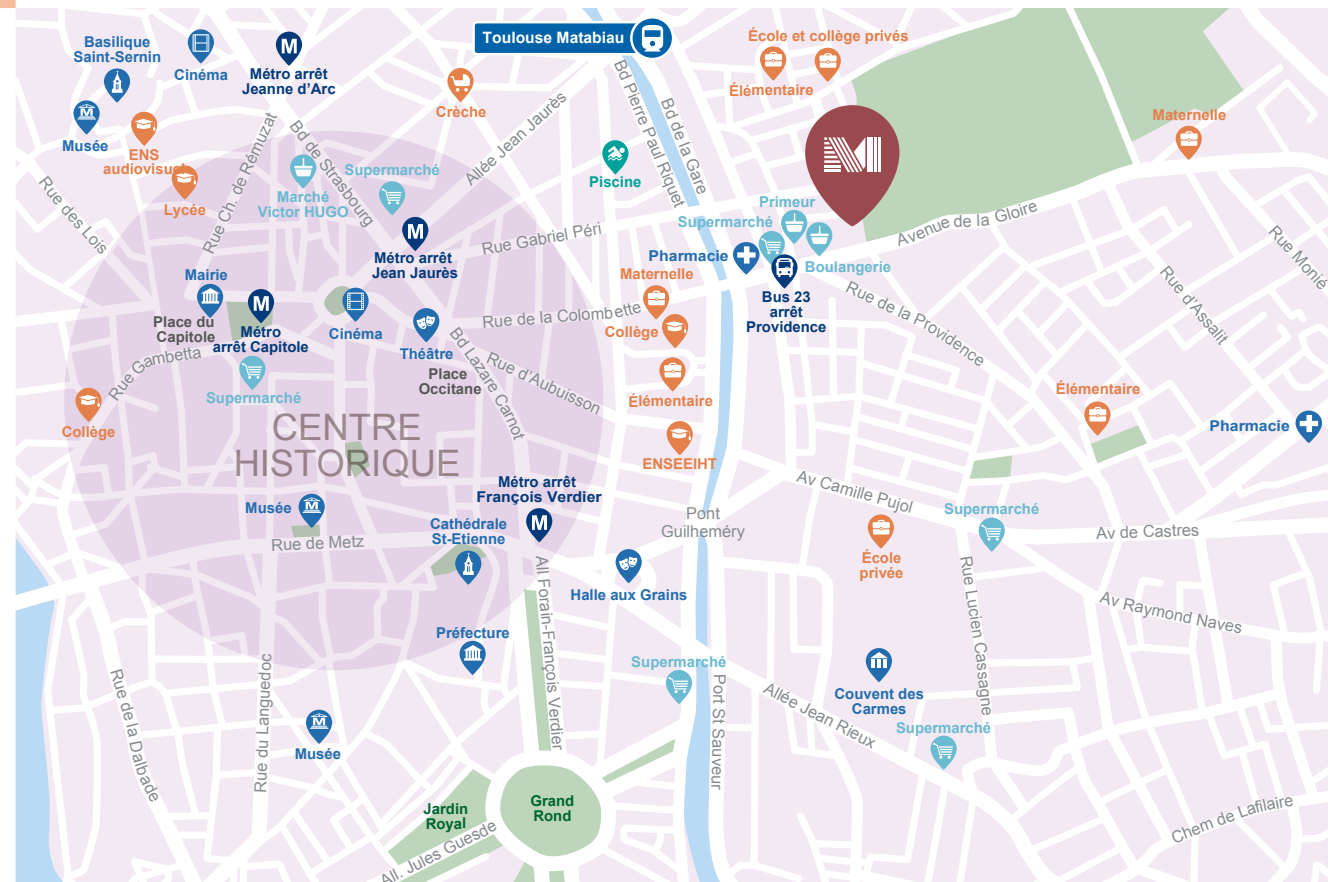 Toulouse Matabiau
École et collège privés
Élémentaire
Basilique
Saint-Sernin
Cinéma
Métro arrêt
Jeanne d'Arc
Crèche
Maternelle
Musée
ENS
audiovisuel
Lycée
Rue des Lois
Rue Ch. de Rémuzat
Bd de Strasbourg
Allée Jean Jaurès
Bd Pierre Paul Riquet
Bd de la Gare
Piscine
Marché
Victor HUGO
Supermarché
Métro arrêt
Jean Jaurès
Rue Gabriel Péri
Primeur
Supermarché
Pharmacie
Boulangerie
Avenue de la Gloire
Rue Monié
Rue d'Assalit
Bus 23
arrêt
Providence
Rue de la Providence
Mairie
Place du
Capitole
Métro
arrêt Capitole
Cinéma
Théâtre
Place
Occitane
Rue de la Colombette
Maternelle
Collège
Rue Gambetta
Supermarché
Bd Lazare Carnot
Rue d'Aubuisson
Élémentaire
Élémentaire
Collège
Pharmacie
CENTRE
HISTORIQUE
ENSEEIHT
Métro arrêt
François Verdier
Musée
Rue de Metz
Cathédrale
St-Etienne
Pont
Guilheméry
Av Camille Pujol
Supermarché
Av de Castres
École
privée
Halle aux Grains
All Forain-François Verdier
Rue Lucien Cassagne
Av Raymond Naves
Préfecture
Supermarché
Port St Sauveur
Allée Jean Rieux
Couvent des
Carmes
Supermarché
Rue de la Dalbade
Rue du Languedoc
Musée
Jardin
Royal
Grand
Rond
All. Jules Guesde
Chem de Lafilaire